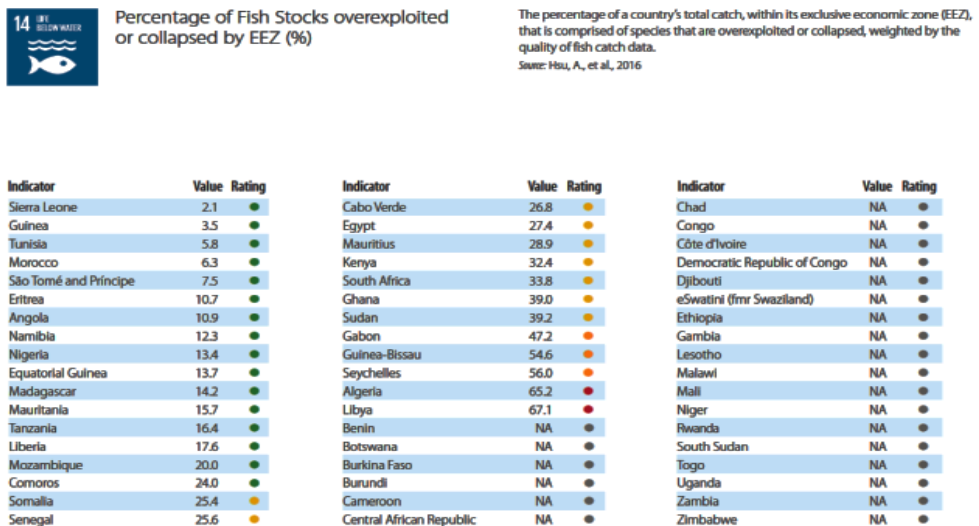 14 LIFE BELOW WATER
Percentage of Fish Stocks overexploited
or collapsed by EEZ (%)
The percentage of a country's total catch, within its exclusive economic zone (EEZ),
that is comprised of species that are overexploited or collapsed, weighted by the
quality of fish catch data.
Source: Hsu, A., et al., 2016
Indicator Value Rating
Sierra Leone 2.1
Guinea 3.5
Tunisia 5.8
Morocco 6.3
São Tomé and Príncipe 7.5
Eritrea 10.7
Angola 10.9
Namibia 12.3
Nigeria 13.4
Equatorial Guinea 13.7
Madagascar 14.2
Mauritania 15.7
Tanzania 16.4
Liberia 17.6
Mozambique 20.0
Comoros 24.0
Somalia 25.4
Senegal 25.6
Indicator Value Rating
Cabo Verde 26.8
Egypt 27.4
Mauritius 28.9
Kenya 32.4
South Africa 33.8
Ghana 39.0
Sudan 39.2
Gabon 47.2
Guinea-Bissau 54.6
Seychelles 56.0
Algeria 65.2
Libya 67.1
Benin NA
Botswana NA
Burkina Faso NA
Burundi NA
Cameroon NA
Central African Republic NA
Indicator Value Rating
Chad NA
Congo NA
Côte d'Ivoire NA
Democratic Republic of Congo NA
Djibouti NA
eSwatini (fmr Swaziland) NA
Ethiopia NA
Gambia NA
Lesotho NA
Malawi NA
Mali NA
Niger NA
Rwanda NA
South Sudan NA
Togo NA
Uganda NA
Zambia NA
Zimbabwe NA